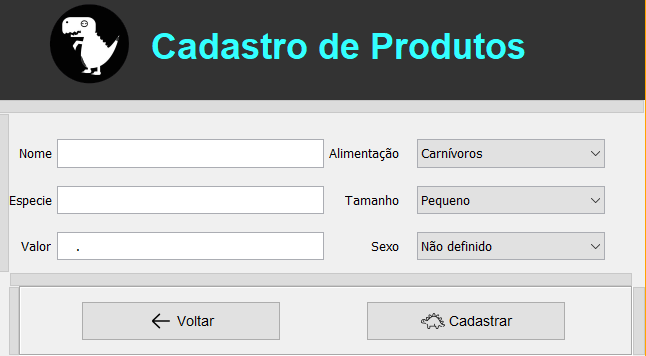 Cadastro de Produtos
Nome Alimentação Carnívoros
Especie Tamanho Pequeno
Valor . Sexo Não definido
Voltar Cadastrar